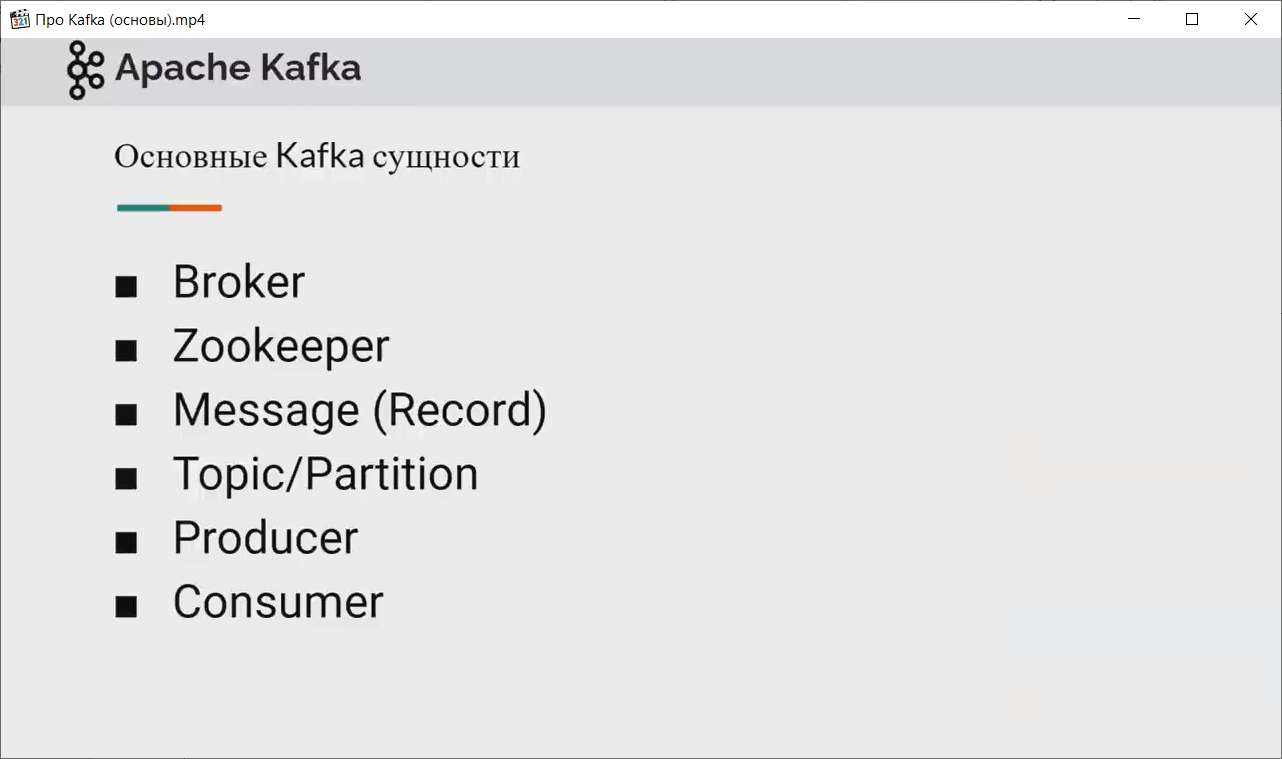 Про Kafka (основы).mp4
Apache Kafka
Основные Kafka сущности
Broker
Zookeeper
Message (Record)
Topic/Partition
Producer
Consumer